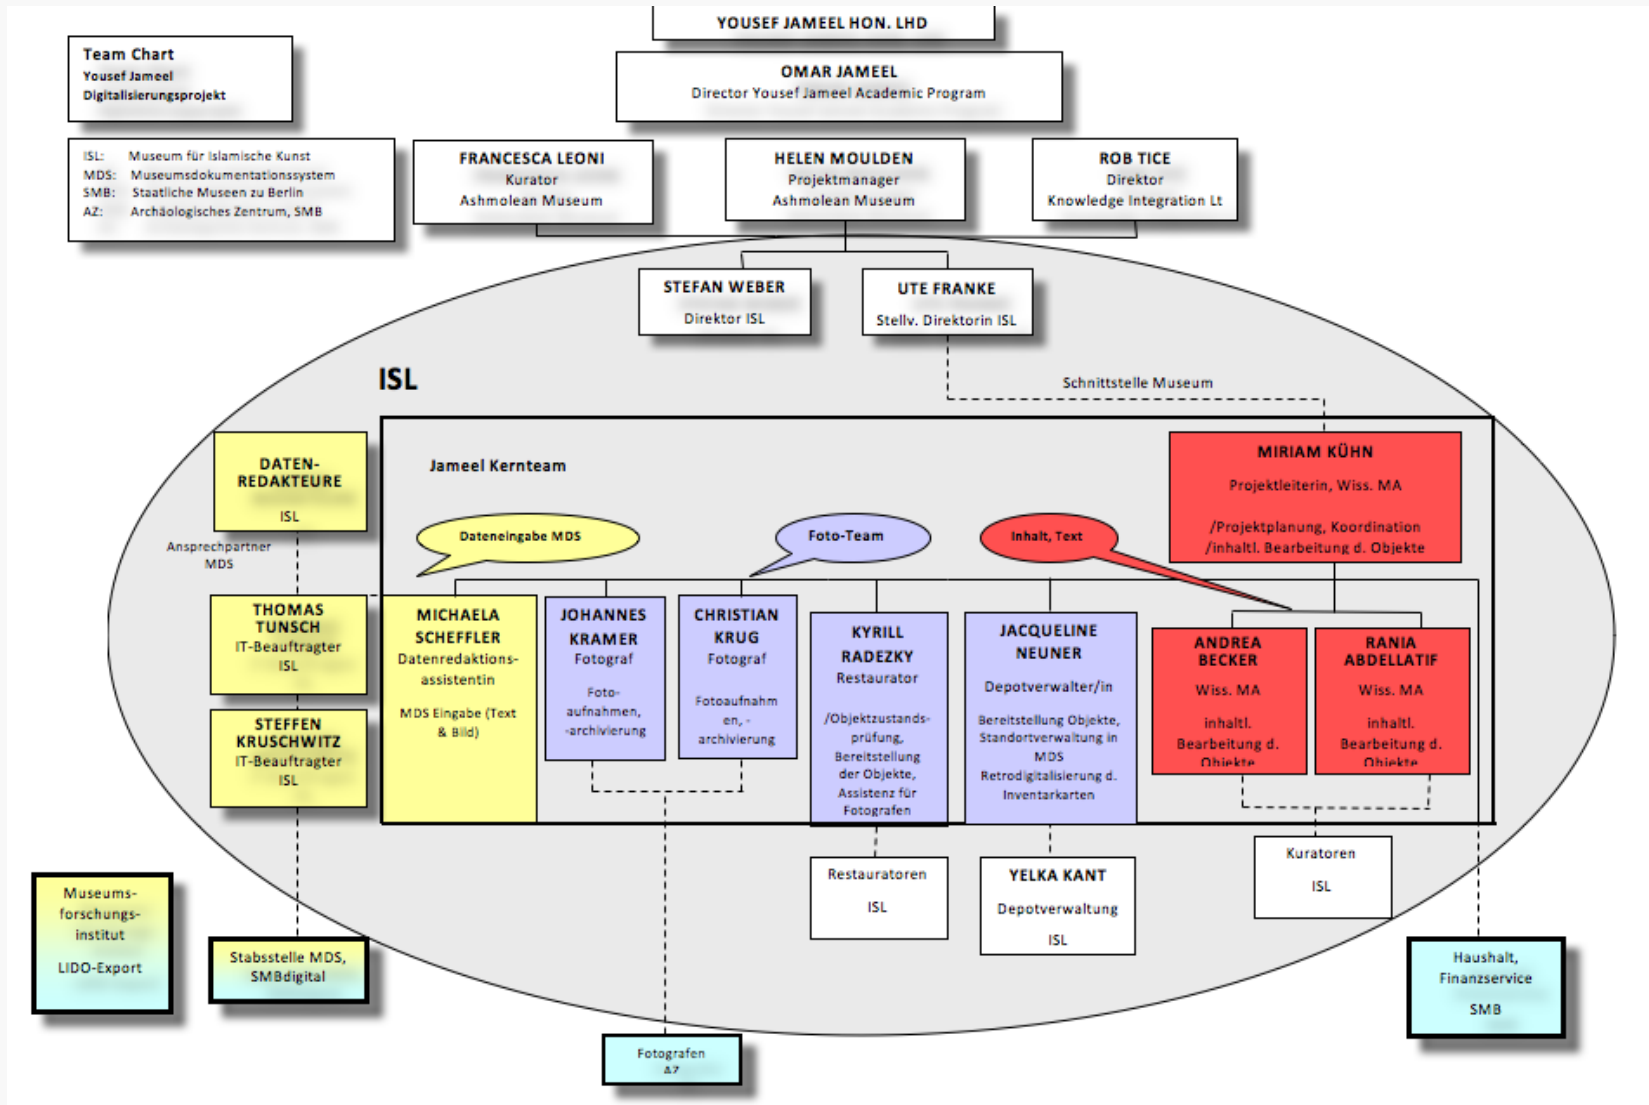 YOUSEF JAMEEL HON. LHD
Team Chart
Yousef Jameel
Digitalisierungsprojekt
OMAR JAMEEL
Director Yousef Jameel Academic Program
ISL: Museum für Islamische Kunst
MDS: Museumsdokumentationssystem
SMB: Staatliche Museen zu Berlin
AZ: Archäologisches Zentrum, SMB
FRANCESCA LEONI
Kurator
Ashmolean Museum
HELEN MOULDEN
Projektmanager
Ashmolean Museum
ROB TICE
Direktor
Knowledge Integration Lt
STEFAN WEBER
Direktor ISL
UTE FRANKE
Stellv. Direktorin ISL
ISL
Schnittstelle Museum
DATEN-
REDAKTEURE
ISL
Jameel Kernteam
MIRIAM KÜHN
Projektleiterin, Wiss. MA
/Projektplanung, Koordination
/inhaltl. Bearbeitung d. Objekte
Dateneingabe MDS
Foto-Team
Inhalt, Text
Ansprechpartner
MDS
THOMAS
TUNSCH
IT-Beauftragter
ISL
STEFFEN
KRUSCHWITZ
IT-Beauftragter
ISL
MICHAELA
SCHEFFLER
Datenredaktions-
assistentin
MDS Eingabe (Text
& Bild)
JOHANNES
KRAMER
Fotograf
Foto-
aufnahmen,
-archivierung
CHRISTIAN
KRUG
Fotograf
Fotoaufnahm
en, -
archivierung
KYRILL
RADEZKY
Restaurator
/Objektzustands-
prüfung,
Bereitstellung
der Objekte,
Assistenz für
Fotografen
JACQUELINE
NEUNER
Depotverwalter/in
Bereitstellung Objekte,
Standortverwaltung in
MDS
Retrodigitalisierung d.
Inventarkarten
ANDREA
BECKER
Wiss. MA
inhaltl.
Bearbeitung d.
Objekte
RANIA
ABDELLATIF
Wiss. MA
inhaltl.
Bearbeitung d.
Objekte
Restauratoren
ISL
YELKA KANT
Depotverwaltung
ISL
Kuratoren
ISL
Museums-
forschungs-
institut
LIDO-Export
Stabsstelle MDS,
SMBdigital
Fotografen
AZ
Haushalt,
Finanzservice
SMB